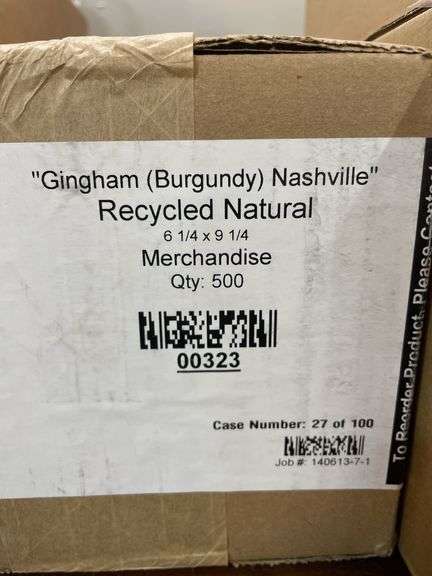 "Gingham (Burgundy) Nashville"
Recycled Natural
6 1/4 x 9 1/4
Merchandise
Qty: 500
00323
Case Number: 27 of 100
Job #: 140613-7-1
To Reorder Product, Please Contact